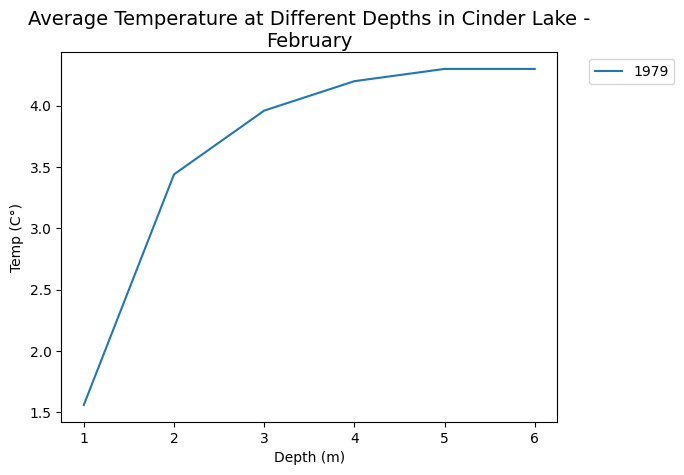 Average Temperature at Different Depths in Cinder Lake -
February
1979
4.0
3.5
3.0
2.5
2.0
1.5
Temp (C°)
1 2 3 4 5 6
Depth (m)